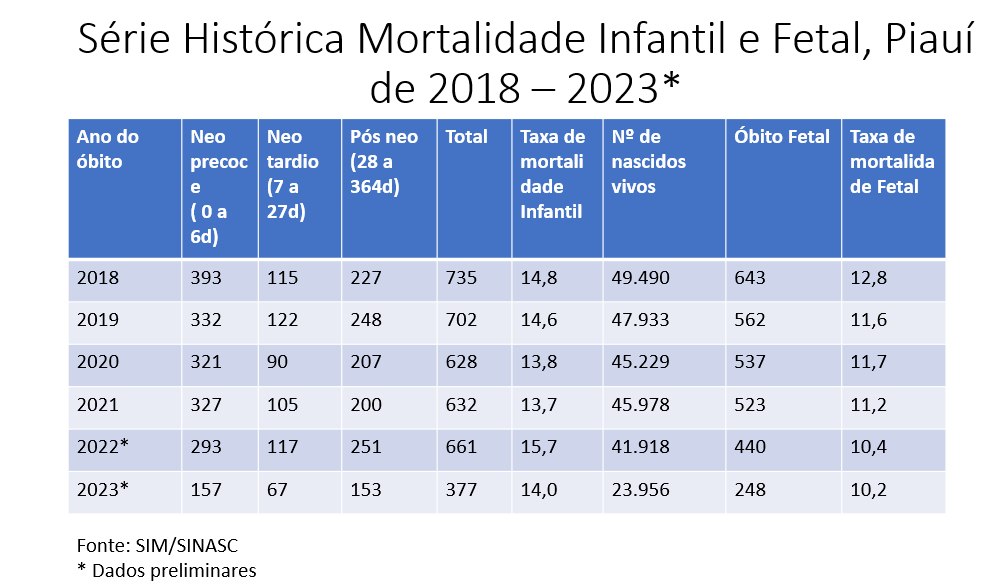 Série Histórica Mortalidade Infantil e Fetal, Piauí
de 2018 – 2023*
Ano do óbito Neo precoce ( 0 a 6d) Neo tardio (7 a 27d) Pós neo (28 a 364d) Total Taxa de mortalidade Infantil Nº de nascidos vivos Óbito Fetal Taxa de mortalidade Fetal
2018 393 115 227 735 14,8 49.490 643 12,8
2019 332 122 248 702 14,6 47.933 562 11,6
2020 321 90 207 628 13,8 45.229 537 11,7
2021 327 105 200 632 13,7 45.978 523 11,2
2022* 293 117 251 661 15,7 41.918 440 10,4
2023* 157 67 153 377 14,0 23.956 248 10,2
Fonte: SIM/SINASC
* Dados preliminares